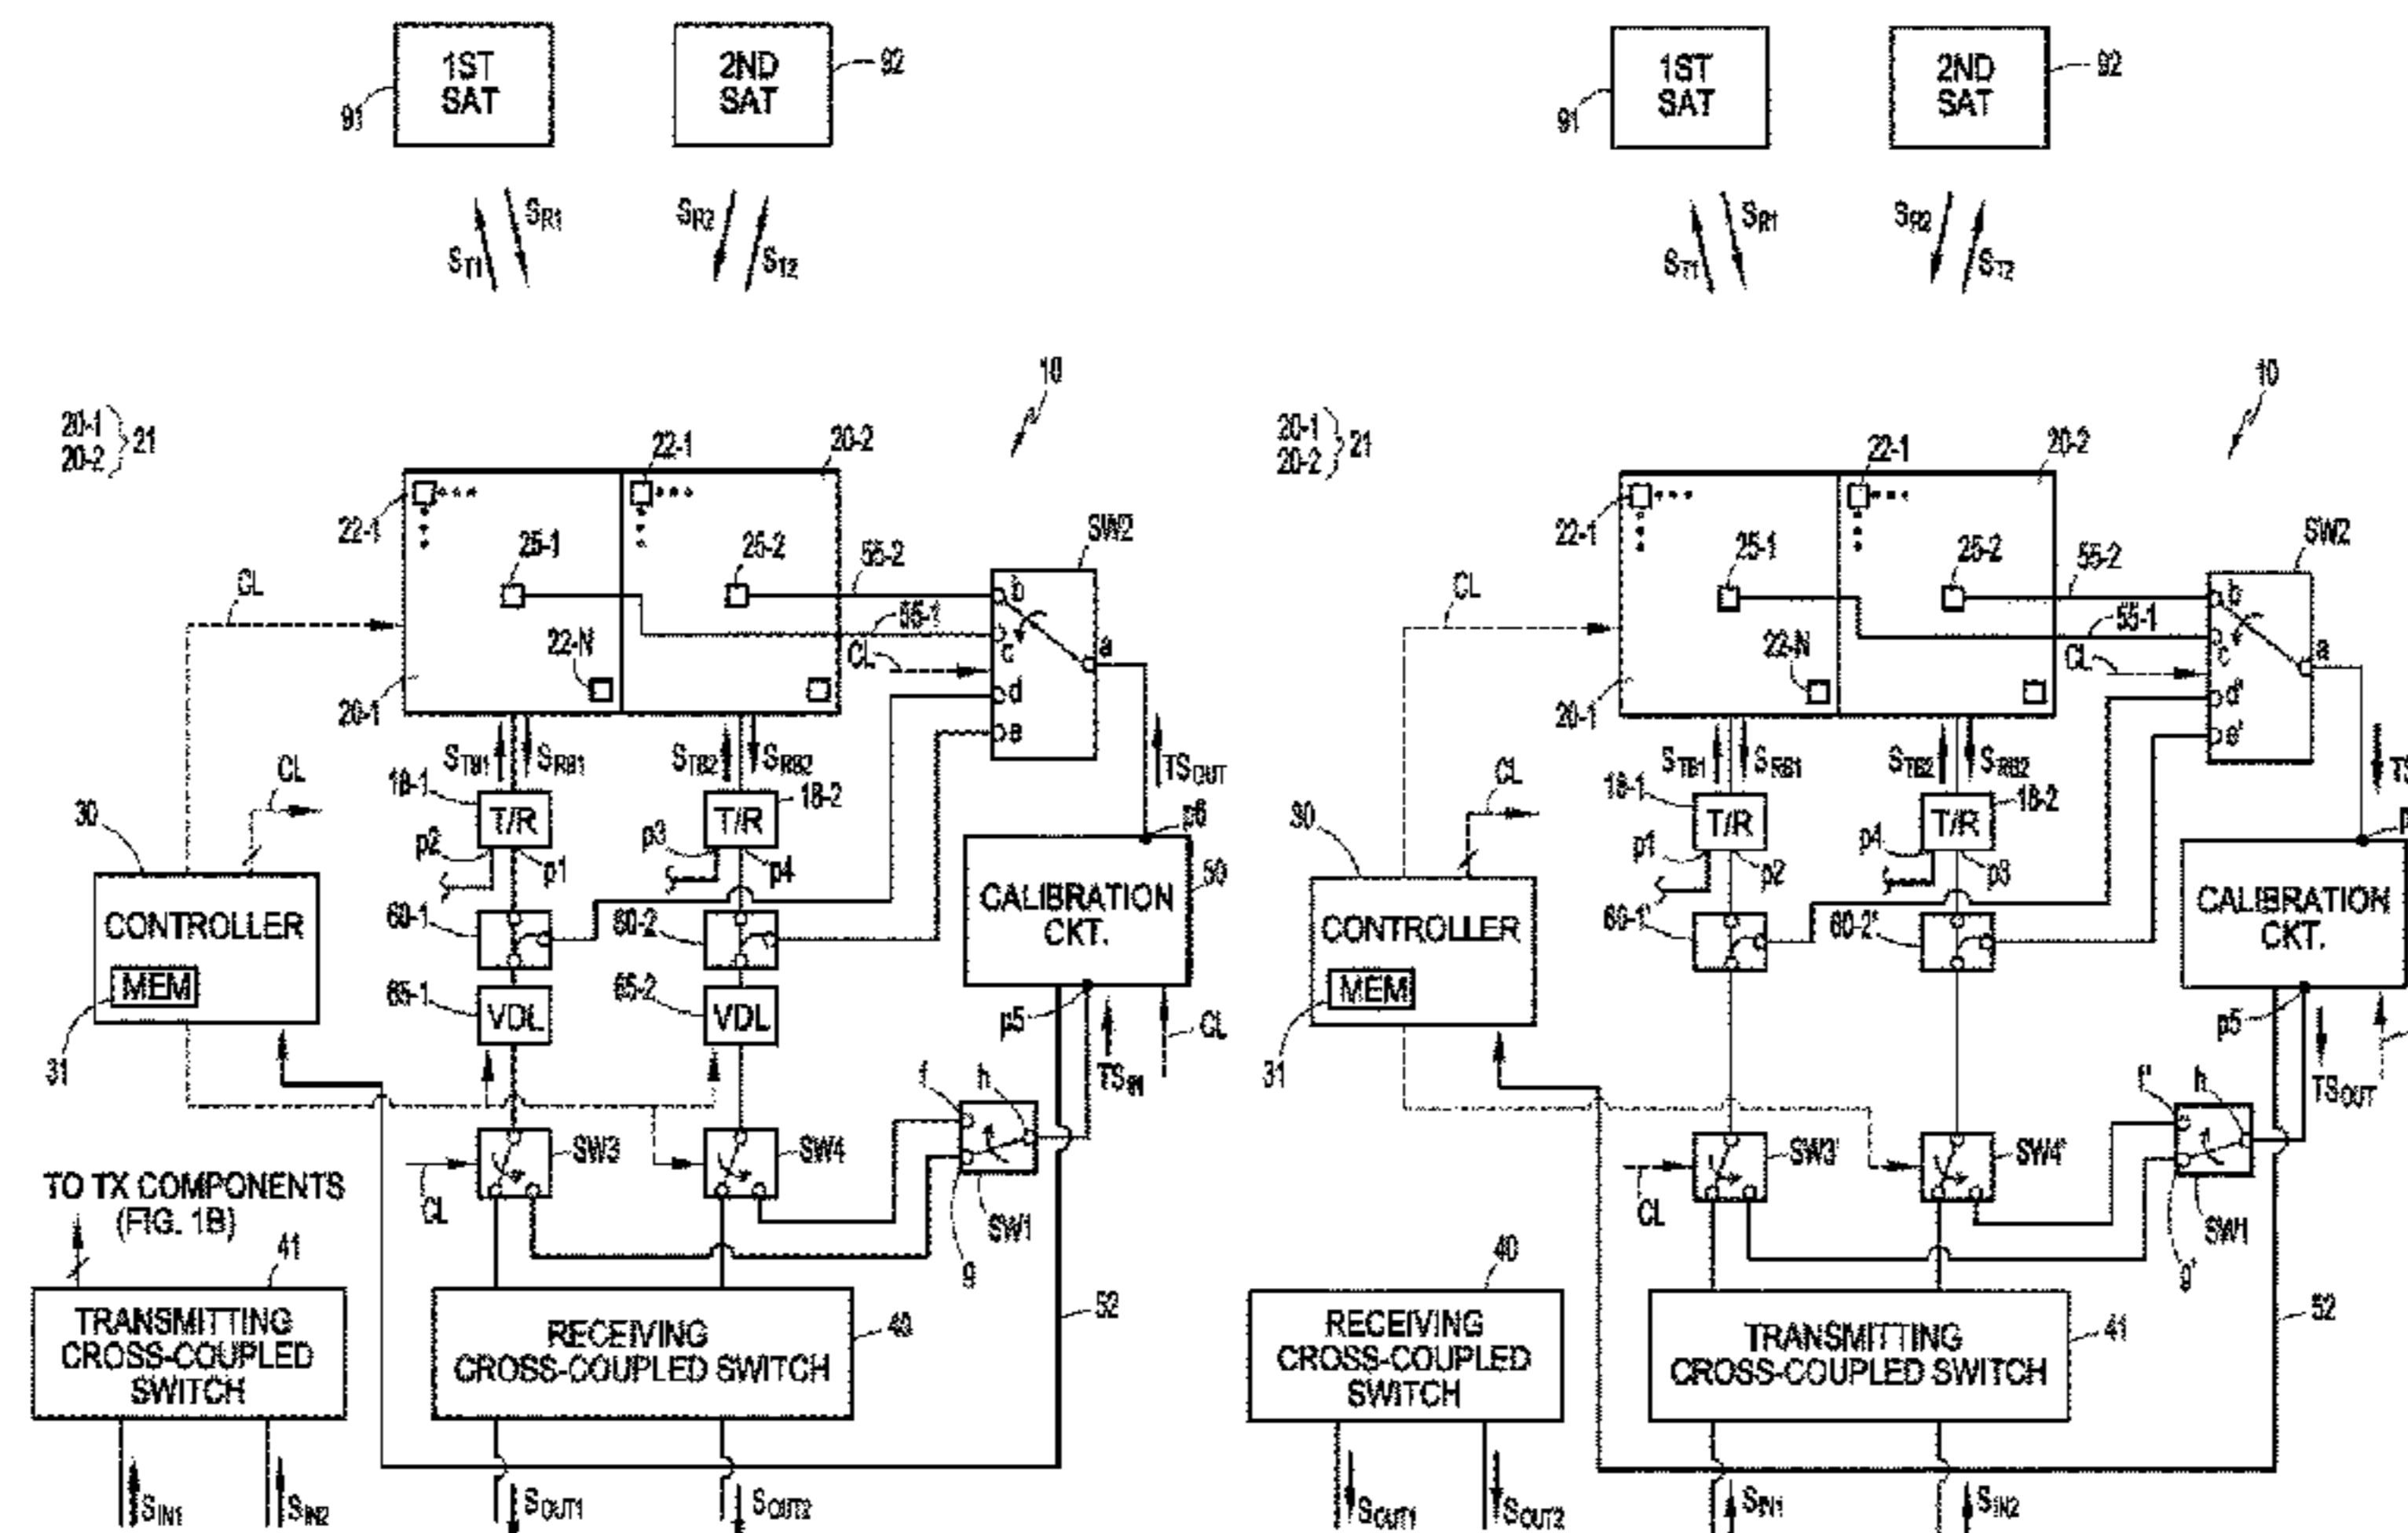 1ST
SAT
91
2ND
SAT
92
ST1
SR1
SR2
ST2
10
20-1
20-2
21
22-1
20-2
22-1
25-1
25-2
55-2
SW2
CL
55-1
b
c
a
CL
d
e
22-N
20-1
STB1
SRB1
STB2
SRB2
TSOUT
CL
18-1
T/R
T/R
18-2
30
p2
p1
p3
p4
p6
50
CONTROLLER
MEM
31
60-1
60-2
CALIBRATION
CKT.
65-1
VDL
65-2
VDL
p5
TSIN
CL
f
h
SW3
SW4
CL
g
SW1
TO TX COMPONENTS
(FIG. 1B)
41
TRANSMITTING
CROSS-COUPLED
SWITCH
RECEIVING
CROSS-COUPLED SWITCH
40
52
SIN1
SIN2
SOUT1
SOUT2
1ST
SAT
91
2ND
SAT
92
ST1
SR1
SR2
ST2
10
20-1
20-2
21
22-1
20-2
22-1
25-1
25-2
55-2
SW2
CL
55-1
b
c
a
CL
d'
e'
22-N
20-1
STB1
SRB1
STB2
SRB2
CL
18-1
T/R
T/R
18-2
30
p1
p2
p4
p3
CONTROLLER
MEM
31
60-1'
60-2'
CALIBRATION
CKT.
p5
TSOUT
f'
h
SW3'
SW4'
CL
g'
SW1
40
RECEIVING
CROSS-COUPLED
SWITCH
TRANSMITTING
CROSS-COUPLED SWITCH
41
52
SOUT1
SOUT2
SIN1
SIN2